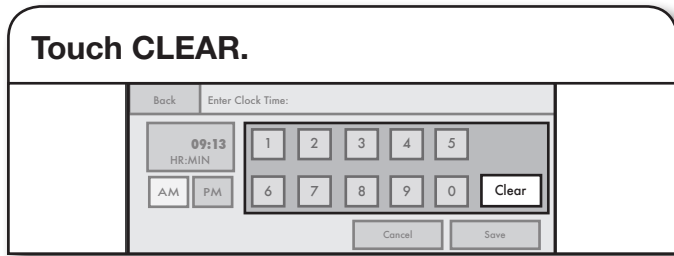 Touch CLEAR.
Back Enter Clock Time:
09:13
HR:MIN
1 2 3 4 5
AM PM 6 7 8 9 0 Clear
Cancel Save